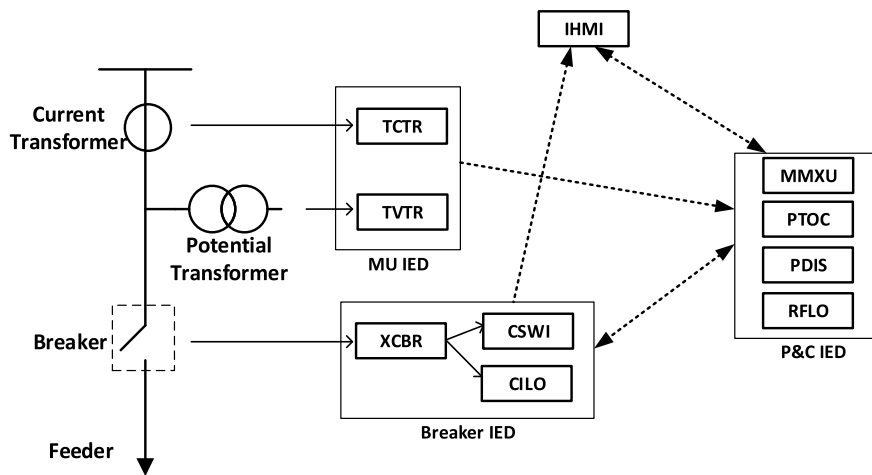 IHMI
Current
Transformer
TCTR
TVTR
MU IED
Potential
Transformer
MMXU
PTOC
PDIS
RFLO
P&C IED
Breaker
XCBR
CSWI
CILO
Breaker IED
Feeder